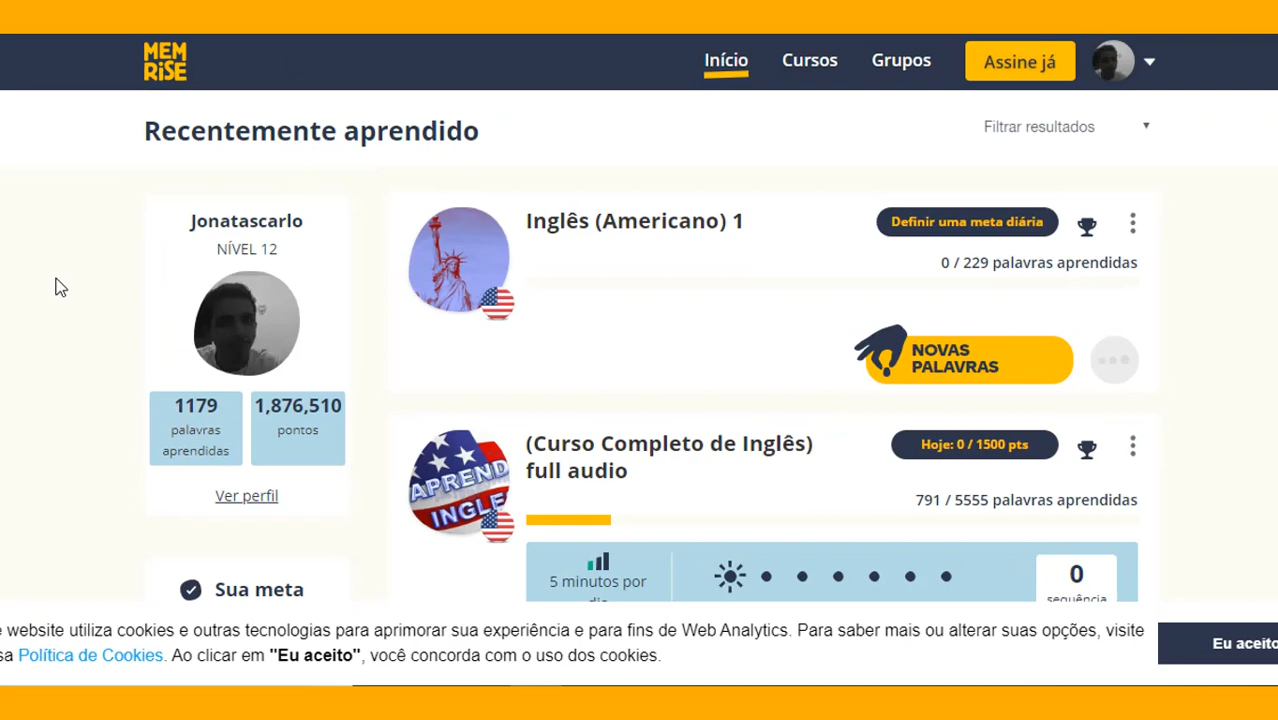 MEM
RiSE
Início
Cursos
Grupos
Assine já
Recentemente aprendido
Filtrar resultados
Jonatascarlo
NÍVEL 12
1179
palavras
aprendidas
1,876,510
pontos
Ver perfil
Sua meta
Inglês (Americano) 1
Definir uma meta diária
0 / 229 palavras aprendidas
NOVAS
PALAVRAS
APREND
INGLE
(Curso Completo de Inglês)
full audio
Hoje: 0 / 1500 pts
791 / 5555 palavras aprendidas
5 minutos por
dia
0
sequência
e website utiliza cookies e outras tecnologias para aprimorar sua experiência e para fins de Web Analytics. Para saber mais ou alterar suas opções, visite
sa Política de Cookies. Ao clicar em "Eu aceito", você concorda com o uso dos cookies.
Eu aceito